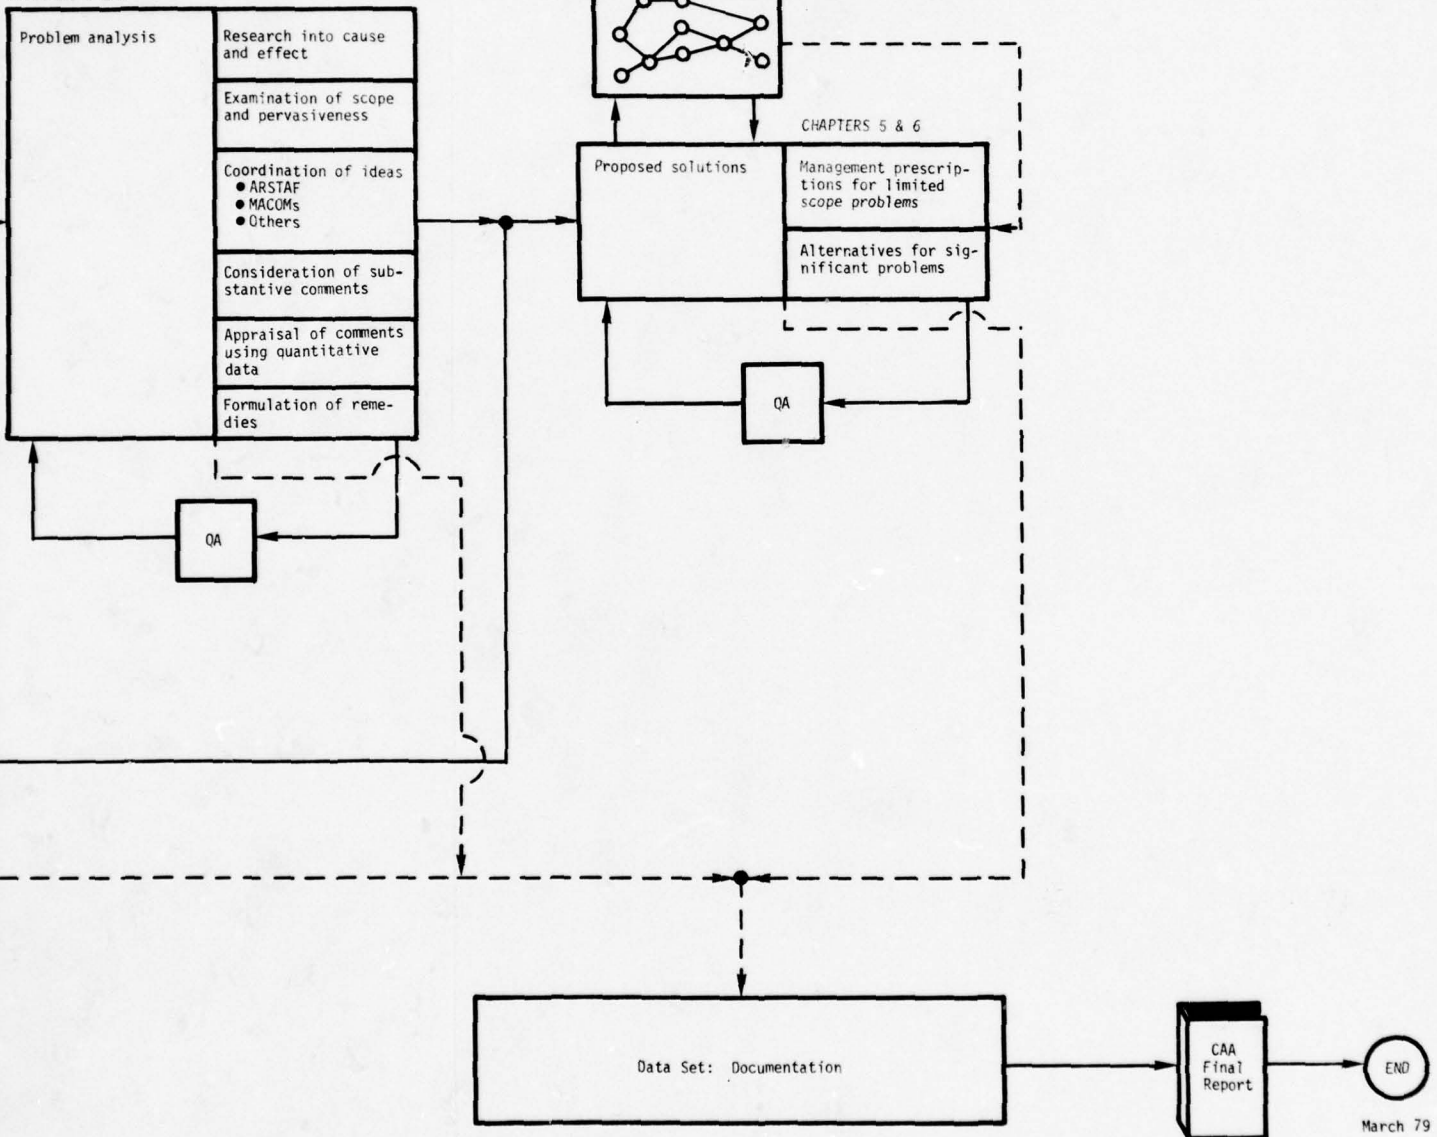 Problem analysis
Research into cause
and effect
Examination of scope
and pervasiveness
Coordination of ideas
● ARSTAF
● MACOMs
● Others
Consideration of sub-
stantive comments
Appraisal of comments
using quantitative
data
Formulation of reme-
dies
QA
CHAPTERS 5 & 6
Proposed solutions
Management prescrip-
tions for limited
scope problems
Alternatives for sig-
nificant problems
QA
Data Set: Documentation
CAA
Final
Report
END
March 79